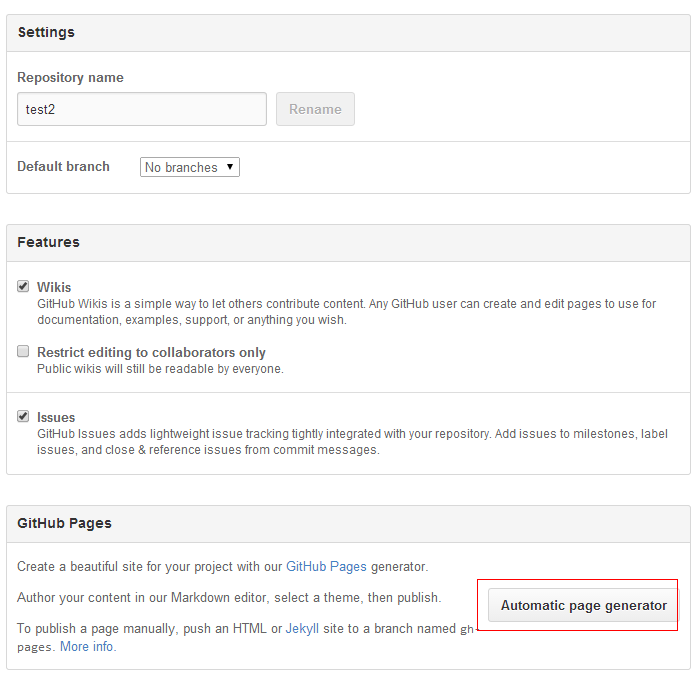 Settings
Repository name
test2
Rename
Default branch
No branches
Features
Wikis
GitHub Wikis is a simple way to let others contribute content. Any GitHub user can create and edit pages to use for
documentation, examples, support, or anything you wish.
Restrict editing to collaborators only
Public wikis will still be readable by everyone.
Issues
GitHub Issues adds lightweight issue tracking tightly integrated with your repository. Add issues to milestones, label
issues, and close & reference issues from commit messages.
GitHub Pages
Create a beautiful site for your project with our GitHub Pages generator.
Author your content in our Markdown editor, select a theme, then publish.
Automatic page generator
To publish a page manually, push an HTML or Jekyll site to a branch named gh-
pages. More info.